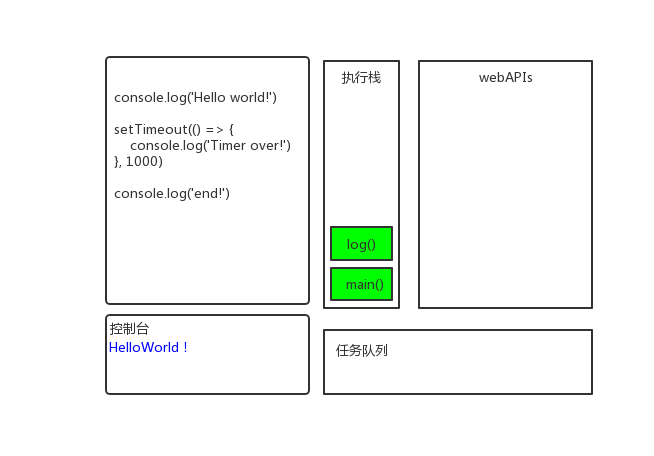 console.log('Hello world!')
setTimeout(() => {
console.log('Timer over!')
}, 1000)
console.log('end!')
执行栈
log()
main()
webAPIs
控制台
HelloWorld !
任务队列